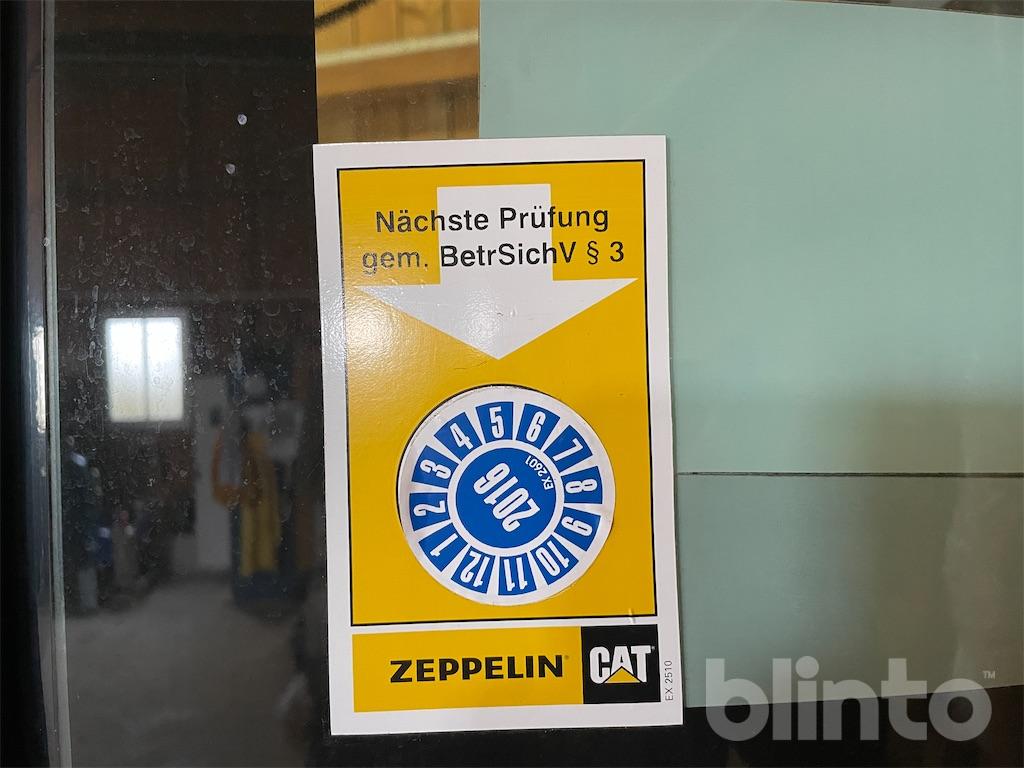 Nächste Prüfung
gem. BetrSichV § 3
1 2 3 4 5 6 7 8 9 10 11 12
2016
EX 2601
ZEPPELIN
CAT
EX 2510
blinto™